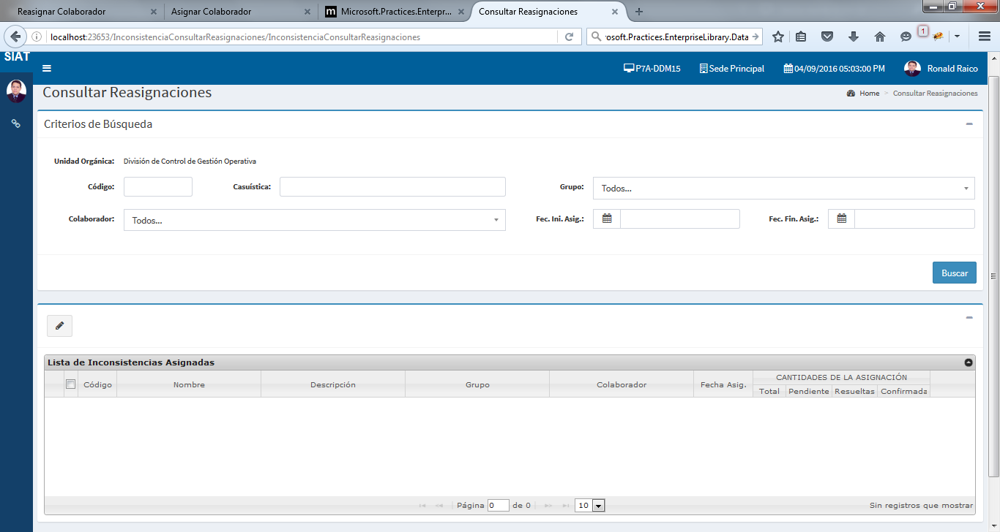 Reasignar Colaborador
Asignar Colaborador
m Microsoft.Practices.Enterpr...
Consultar Reasignaciones
localhost:23653/InconsistenciaConsultarReasignaciones/InconsistenciaConsultarReasignaciones
rosoft.Practices.EnterpriseLibrary.Data
1
SIAT
P7A-DDM15
Sede Principal
04/09/2016 05:03:00 PM
Ronald Raico
Consultar Reasignaciones
Home > Consultar Reasignaciones
Criterios de Búsqueda
Unidad Orgánica: División de Control de Gestión Operativa
Código: Casuística: Grupo: Todos...
Colaborador: Todos... Fec. Ini. Asig.: Fec. Fin. Asig.:
Buscar
Lista de Inconsistencias Asignadas
Código Nombre Descripción Grupo Colaborador Fecha Asig. CANTIDADES DE LA ASIGNACIÓN
Total Pendiente Resueltas Confirmada
Página 0 de 0 10 Sin registros que mostrar